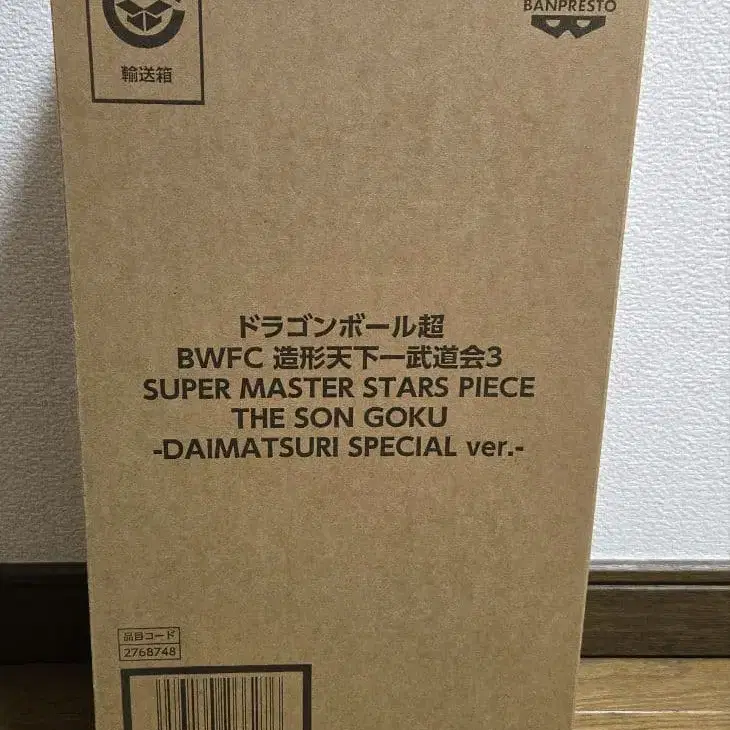 BANPRESTO
輸送箱
ドラゴンボール超
BWFC 造形天下一武道会3
SUPER MASTER STARS PIECE
THE SON GOKU
-DAIMATSURI SPECIAL ver.-
品目コード
2768748